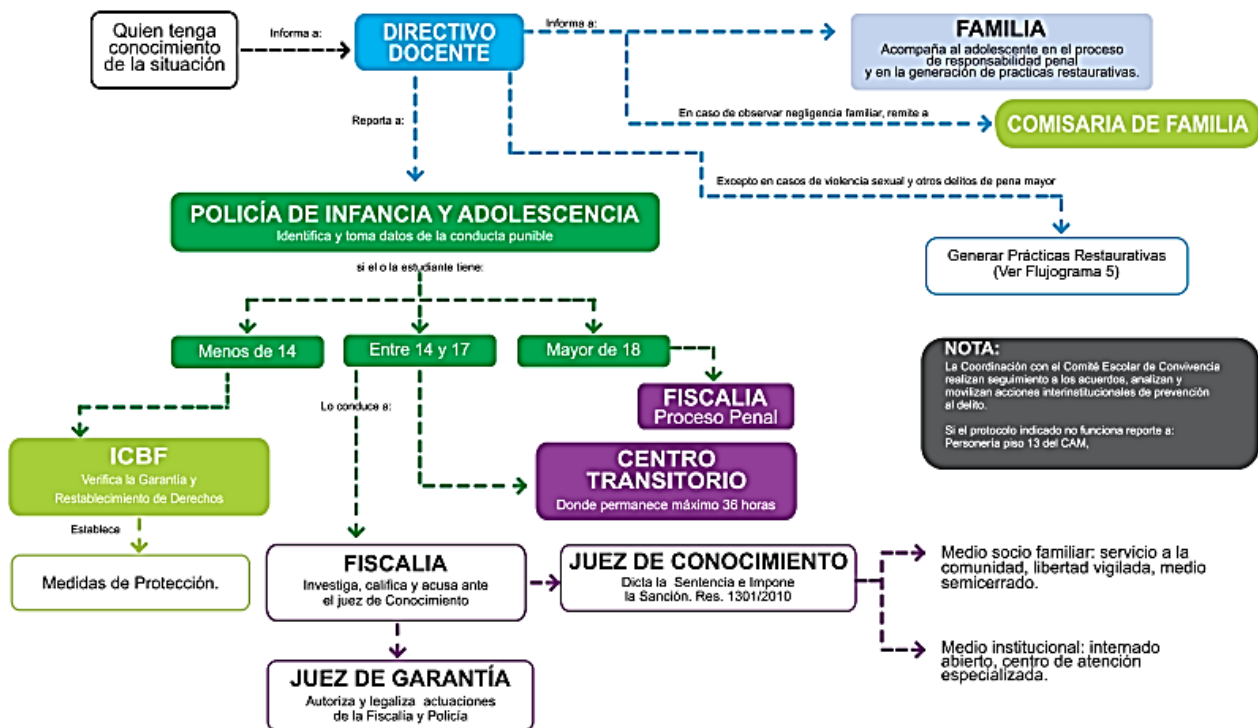 Quien tenga
conocimiento
de la situación
Informa a:
DIRECTIVO
DOCENTE
Informa a:
FAMILIA
Acompaña al adolescente en el proceso
de responsabilidad penal
y en la generación de practicas restaurativas.
En caso de observar negligencia familiar, remite a
COMISARIA DE FAMILIA
Reporta a:
Excepto en casos de violencia sexual y otros delitos de pena mayor
POLICÍA DE INFANCIA Y ADOLESCENCIA
Identifica y toma datos de la conducta punible
Generar Prácticas Restaurativas
(Ver Flujograma 5)
si el o la estudiante tiene:
Menos de 14
Entre 14 y 17
Mayor de 18
NOTA:
La Coordinación con el Comité Escolar de Convivencia
realizan seguimiento a los acuerdos, analizan y
movilizan acciones interinstitucionales de prevención
al delito.
Si el protocolo indicado no funciona reporte a:
Personería piso 13 del CAM,
Lo conduce a:
FISCALIA
Proceso Penal
ICBF
Verifica la Garantía y
Restablecimiento de Derechos
CENTRO
TRANSITORIO
Donde permanece máximo 36 horas
Establece
Medidas de Protección.
FISCALIA
Investiga, califica y acusa ante
el juez de Conocimiento
JUEZ DE CONOCIMIENTO
Dicta la Sentencia e Impone
la Sanción. Res. 1301/2010
Medio socio familiar: servicio a la
comunidad, libertad vigilada, medio
semicerrado.
Medio institucional: internado
abierto, centro de atención
especializada.
JUEZ DE GARANTÍA
Autoriza y legaliza actuaciones
de la Fiscalía y Policía